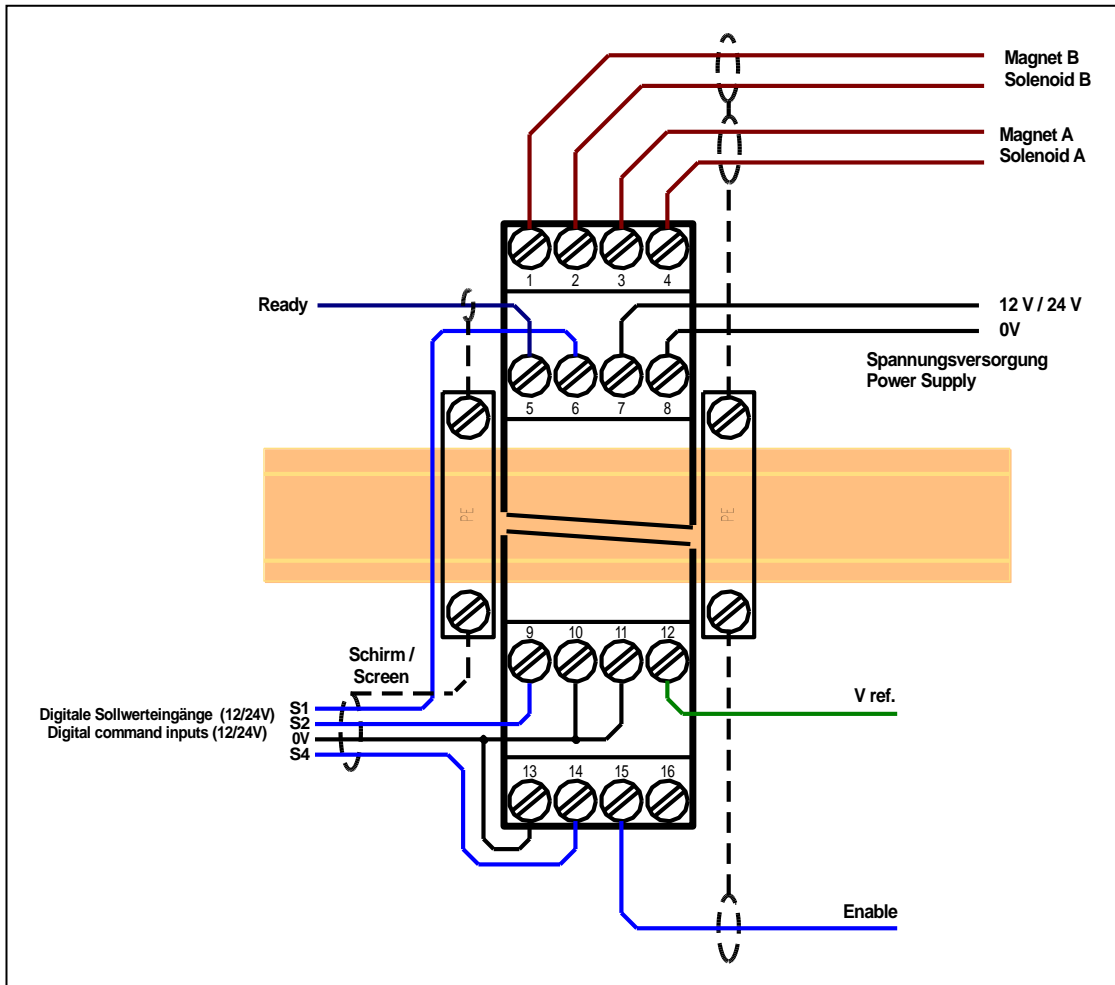 Magnet B
Solenoid B
Magnet A
Solenoid A
1 2 3 4
Ready
12 V / 24 V
0V
Spannungsversorgung
Power Supply
5 6 7 8
PE PE
9 10 11 12
Schirm /
Screen
V ref.
Digitale Sollwerteingänge (12/24V)
Digital command inputs (12/24V)
S1
S2
0V
S4
13 14 15 16
Enable